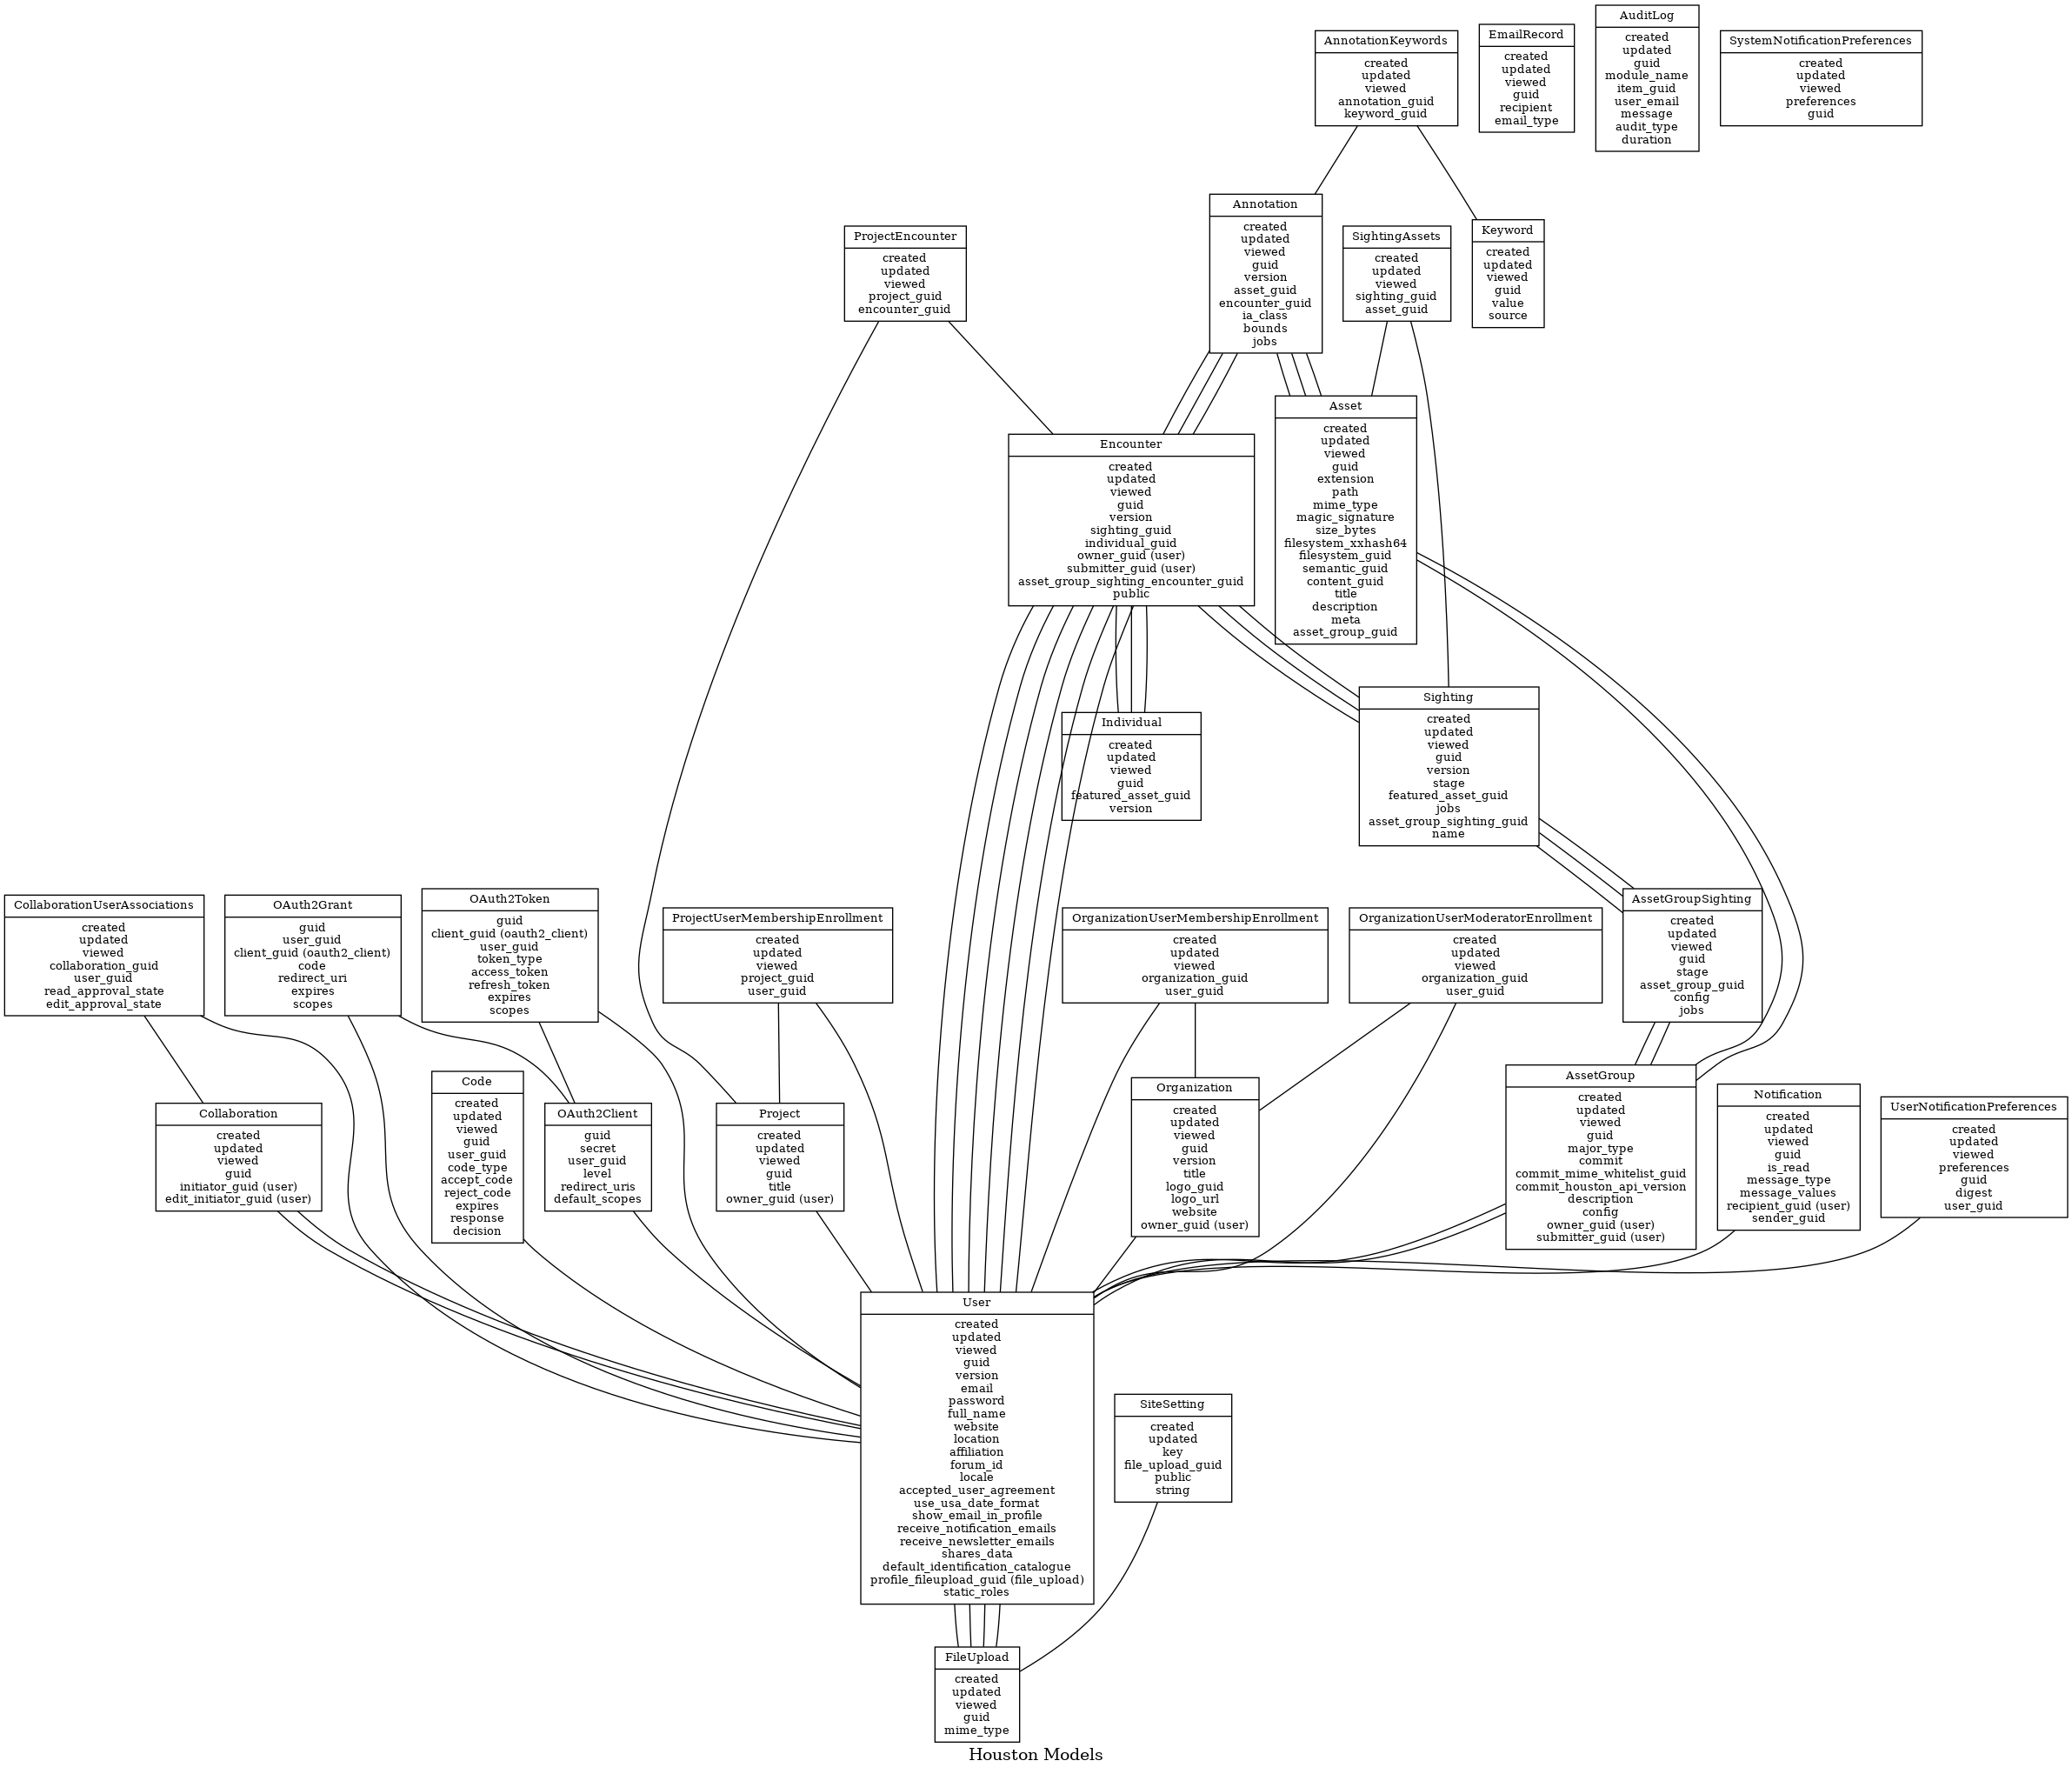 AnnotationKeywords
created
updated
viewed
annotation_guid
keyword_guid
EmailRecord
created
updated
viewed
guid
recipient
email_type
AuditLog
created
updated
guid
module_name
item_guid
user_email
message
audit_type
duration
SystemNotificationPreferences
created
updated
viewed
preferences
guid
ProjectEncounter
created
updated
viewed
project_guid
encounter_guid
Annotation
created
updated
viewed
guid
version
asset_guid
encounter_guid
ia_class
bounds
jobs
SightingAssets
created
updated
viewed
sighting_guid
asset_guid
Keyword
created
updated
viewed
guid
value
source
Encounter
created
updated
viewed
guid
version
sighting_guid
individual_guid
owner_guid (user)
submitter_guid (user)
asset_group_sighting_encounter_guid
public
Asset
created
updated
viewed
guid
extension
path
mime_type
magic_signature
size_bytes
filesystem_xxhash64
filesystem_guid
semantic_guid
content_guid
title
description
meta
asset_group_guid
Individual
created
updated
viewed
guid
featured_asset_guid
version
Sighting
created
updated
viewed
guid
version
stage
featured_asset_guid
jobs
asset_group_sighting_guid
name
CollaborationUserAssociations
created
updated
viewed
collaboration_guid
user_guid
read_approval_state
edit_approval_state
OAuth2Grant
guid
user_guid
client_guid (oauth2_client)
code
redirect_uri
expires
scopes
OAuth2Token
guid
client_guid (oauth2_client)
user_guid
token_type
access_token
refresh_token
expires
scopes
ProjectUserMembershipEnrollment
created
updated
viewed
project_guid
user_guid
OrganizationUserMembershipEnrollment
created
updated
viewed
organization_guid
user_guid
OrganizationUserModeratorEnrollment
created
updated
viewed
organization_guid
user_guid
AssetGroupSighting
created
updated
viewed
guid
stage
asset_group_guid
config
jobs
Collaboration
created
updated
viewed
guid
initiator_guid (user)
edit_initiator_guid (user)
Code
created
updated
viewed
guid
user_guid
code_type
accept_code
reject_code
expires
response
decision
OAuth2Client
guid
secret
user_guid
level
redirect_uris
default_scopes
Project
created
updated
viewed
guid
title
owner_guid (user)
Organization
created
updated
viewed
guid
version
title
logo_guid
logo_url
website
owner_guid (user)
AssetGroup
created
updated
viewed
guid
major_type
commit
commit_mime_whitelist_guid
commit_houston_api_version
description
config
owner_guid (user)
submitter_guid (user)
Notification
created
updated
viewed
guid
is_read
message_type
message_values
recipient_guid (user)
sender_guid
UserNotificationPreferences
created
updated
viewed
preferences
guid
digest
user_guid
User
created
updated
viewed
guid
version
email
password
full_name
website
location
affiliation
forum_id
locale
accepted_user_agreement
use_usa_date_format
show_email_in_profile
receive_notification_emails
receive_newsletter_emails
shares_data
default_identification_catalogue
profile_fileupload_guid (file_upload)
static_roles
SiteSetting
created
updated
key
file_upload_guid
public
string
FileUpload
created
updated
viewed
guid
mime_type
Houston Models